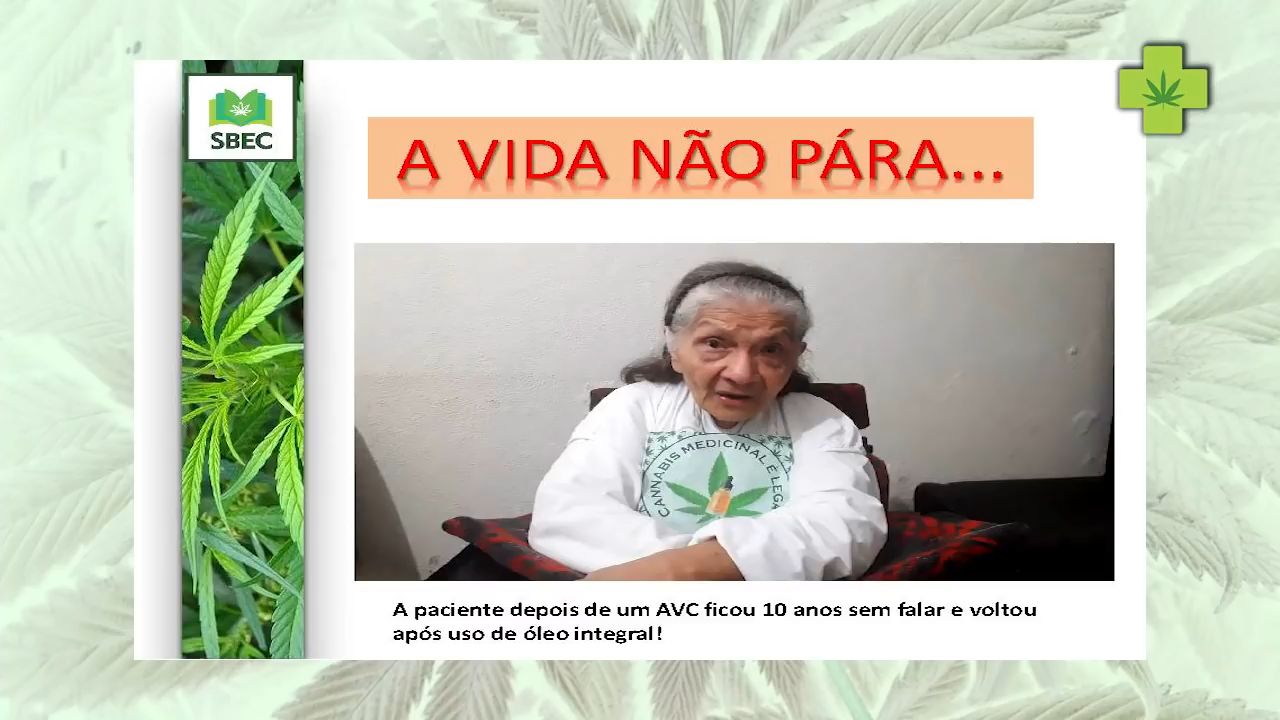 SBEC
A VIDA NÃO PÁRA...
CANNABIS MEDICINAL É LEGA
A paciente depois de um AVC ficou 10 anos sem falar e voltou
após uso de óleo integral!